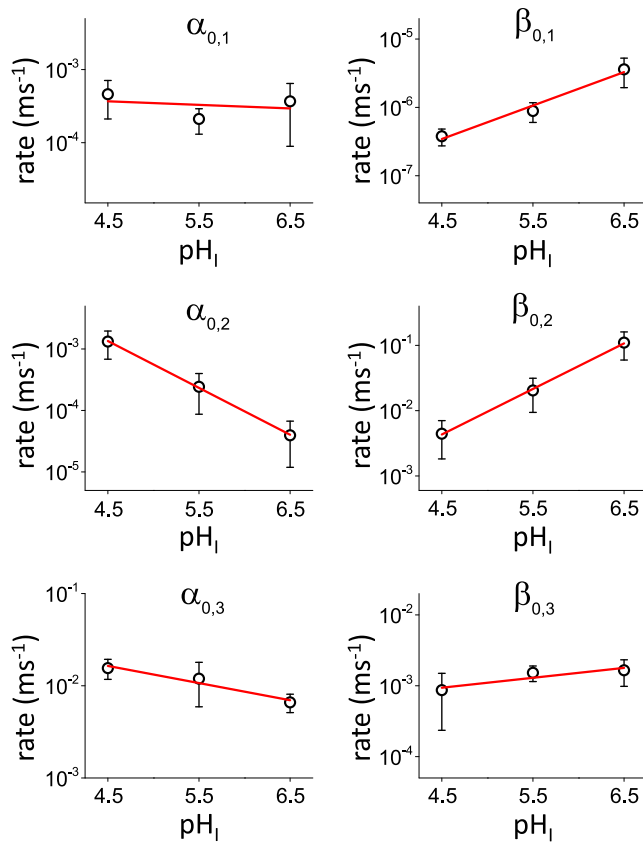 α0,1
rate (ms-1)
10-3
10-4
4.5 5.5 6.5
pHI
β0,1
rate (ms-1)
10-5
10-6
10-7
4.5 5.5 6.5
pHI
α0,2
rate (ms-1)
10-3
10-4
10-5
4.5 5.5 6.5
pHI
β0,2
rate (ms-1)
10-1
10-2
10-3
4.5 5.5 6.5
pHI
α0,3
rate (ms-1)
10-1
10-2
10-3
4.5 5.5 6.5
pHI
β0,3
rate (ms-1)
10-2
10-3
10-4
4.5 5.5 6.5
pHI